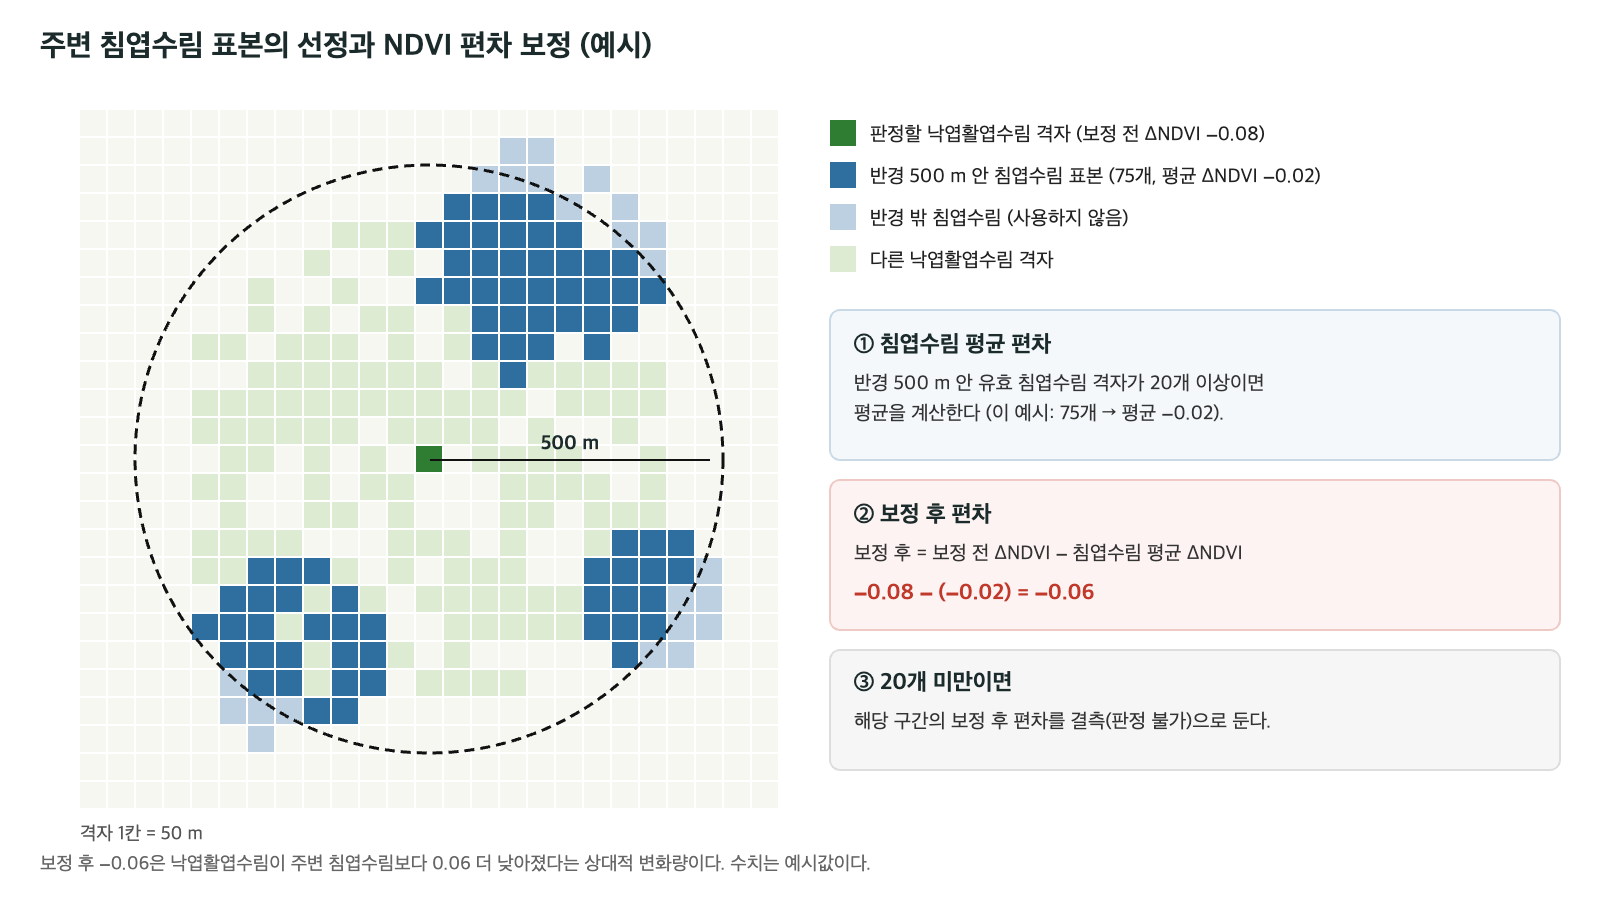 주변 침엽수림 표본의 선정과 NDVI 편차 보정 (예시)
판정할 낙엽활엽수림 격자 (보정 전 ΔNDVI −0.08)
반경 500 m 안 침엽수림 표본 (75개, 평균 ΔNDVI −0.02)
반경 밖 침엽수림 (사용하지 않음)
다른 낙엽활엽수림 격자
500 m
① 침엽수림 평균 편차
반경 500 m 안 유효 침엽수림 격자가 20개 이상이면
평균을 계산한다 (이 예시: 75개 → 평균 −0.02).
② 보정 후 편차
보정 후 = 보정 전 ΔNDVI − 침엽수림 평균 ΔNDVI
−0.08 − (−0.02) = −0.06
③ 20개 미만이면
해당 구간의 보정 후 편차를 결측(판정 불가)으로 둔다.
격자 1칸 = 50 m
보정 후 −0.06은 낙엽활엽수림이 주변 침엽수림보다 0.06 더 낮아졌다는 상대적 변화량이다. 수치는 예시값이다.